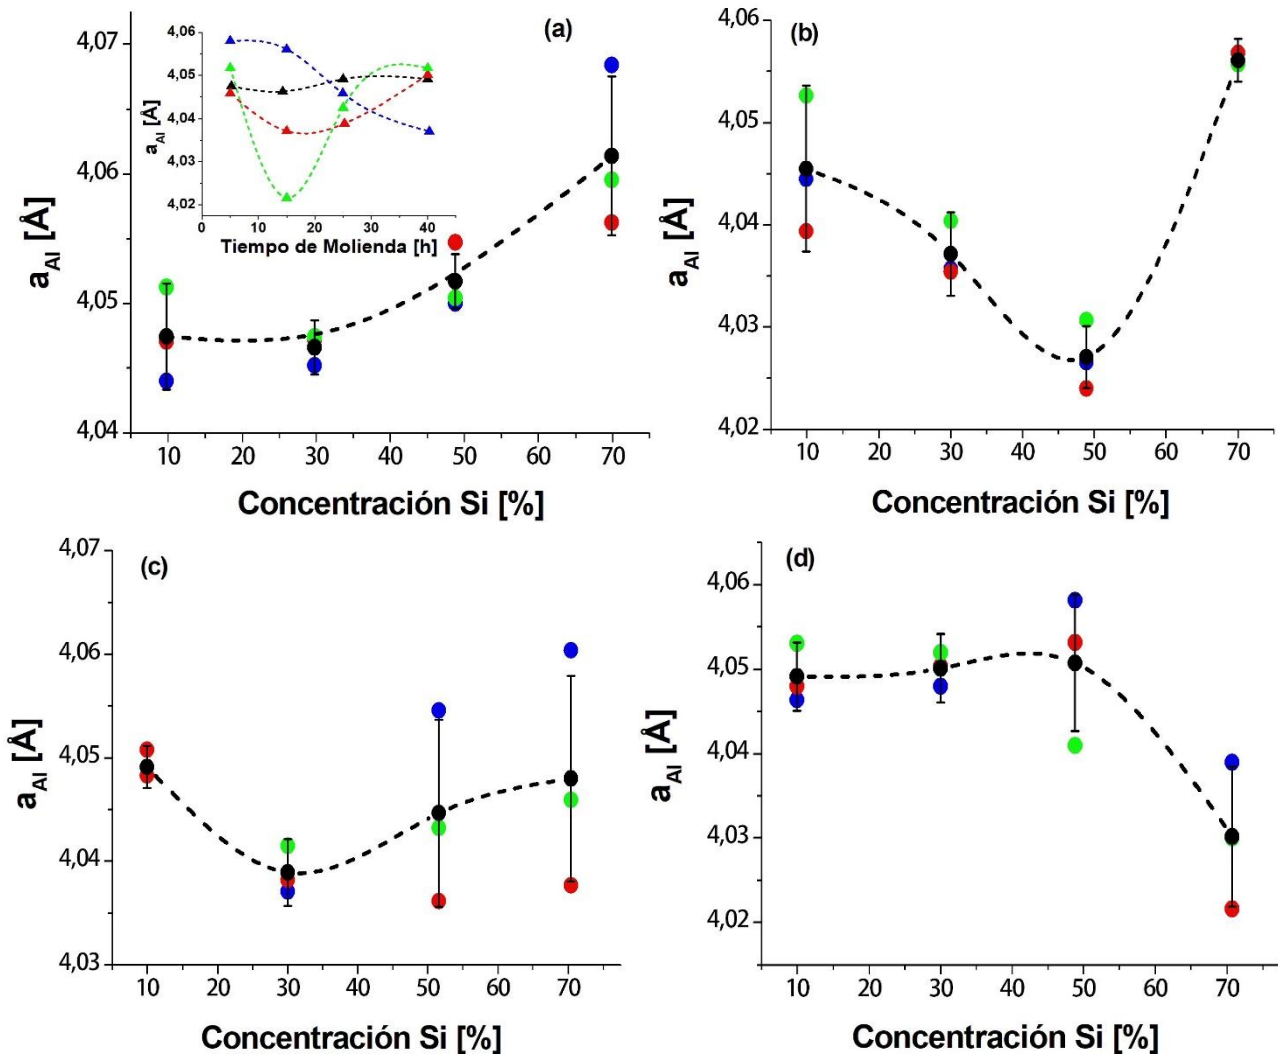 (a)
4,07
4,06
4,05
4,04
a_Al [Å]
10 20 30 40 50 60 70
Concentración Si [%]
4,06
4,05
4,04
4,03
4,02
a_Al [Å]
0 10 20 30 40
Tiempo de Molienda [h]
(b)
4,06
4,05
4,04
4,03
4,02
a_Al [Å]
10 20 30 40 50 60 70
Concentración Si [%]
(c)
4,07
4,06
4,05
4,04
4,03
a_Al [Å]
10 20 30 40 50 60 70
Concentración Si [%]
(d)
4,06
4,05
4,04
4,03
4,02
a_Al [Å]
10 20 30 40 50 60 70
Concentración Si [%]